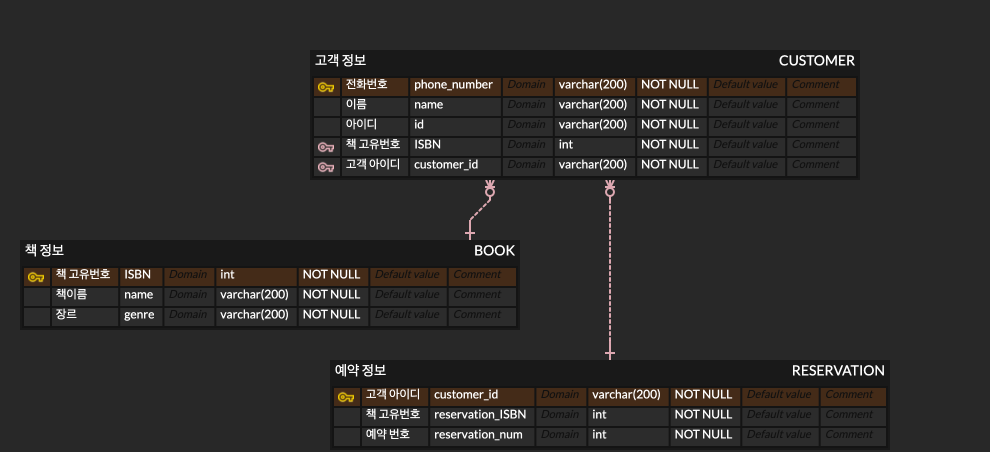 고객 정보 CUSTOMER
전화번호 phone_number Domain varchar(200) NOT NULL Default value Comment
이름 name Domain varchar(200) NOT NULL Default value Comment
아이디 id Domain varchar(200) NOT NULL Default value Comment
책 고유번호 ISBN Domain int NOT NULL Default value Comment
고객 아이디 customer_id Domain varchar(200) NOT NULL Default value Comment
책 정보 BOOK
책 고유번호 ISBN Domain int NOT NULL Default value Comment
책이름 name Domain varchar(200) NOT NULL Default value Comment
장르 genre Domain varchar(200) NOT NULL Default value Comment
예약 정보 RESERVATION
고객 아이디 customer_id Domain varchar(200) NOT NULL Default value Comment
책 고유번호 reservation_ISBN Domain int NOT NULL Default value Comment
예약 번호 reservation_num Domain int NOT NULL Default value Comment